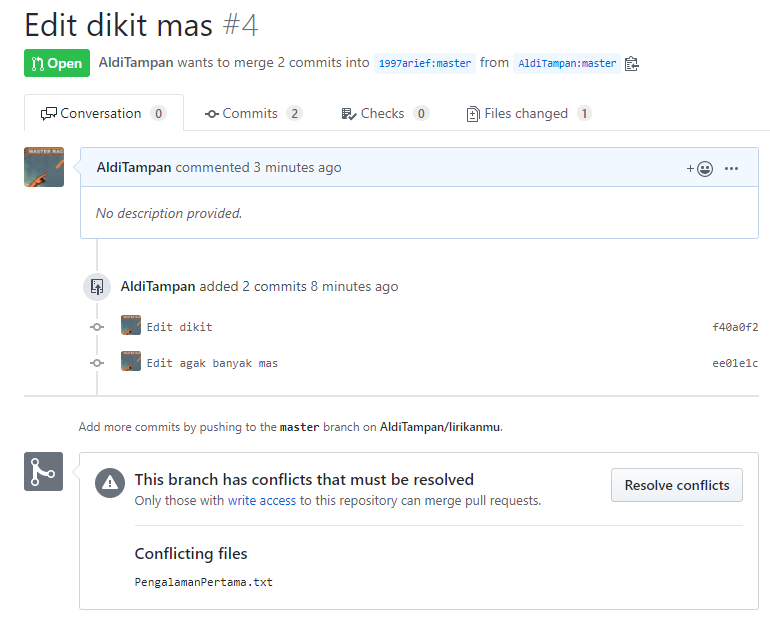 Edit dikit mas #4
Open AldiTampan wants to merge 2 commits into 1997arief:master from AldiTampan:master
Conversation 0 Commits 2 Checks 0 Files changed 1
AldiTampan commented 3 minutes ago
No description provided.
AldiTampan added 2 commits 8 minutes ago
Edit dikit f40a0f2
Edit agak banyak mas ee01e1c
Add more commits by pushing to the master branch on AldiTampan/lirikanmu.
This branch has conflicts that must be resolved
Only those with write access to this repository can merge pull requests.
Resolve conflicts
Conflicting files
PengalamanPertama.txt